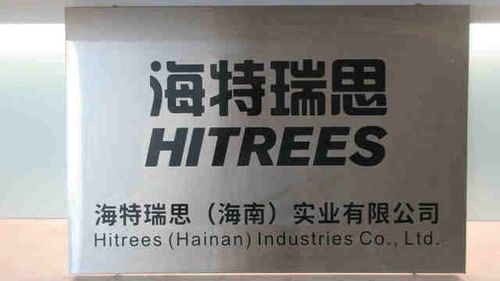 海特瑞思
HITREES
海特瑞思（海南）实业有限公司
Hitrees (Hainan) Industries Co., Ltd.